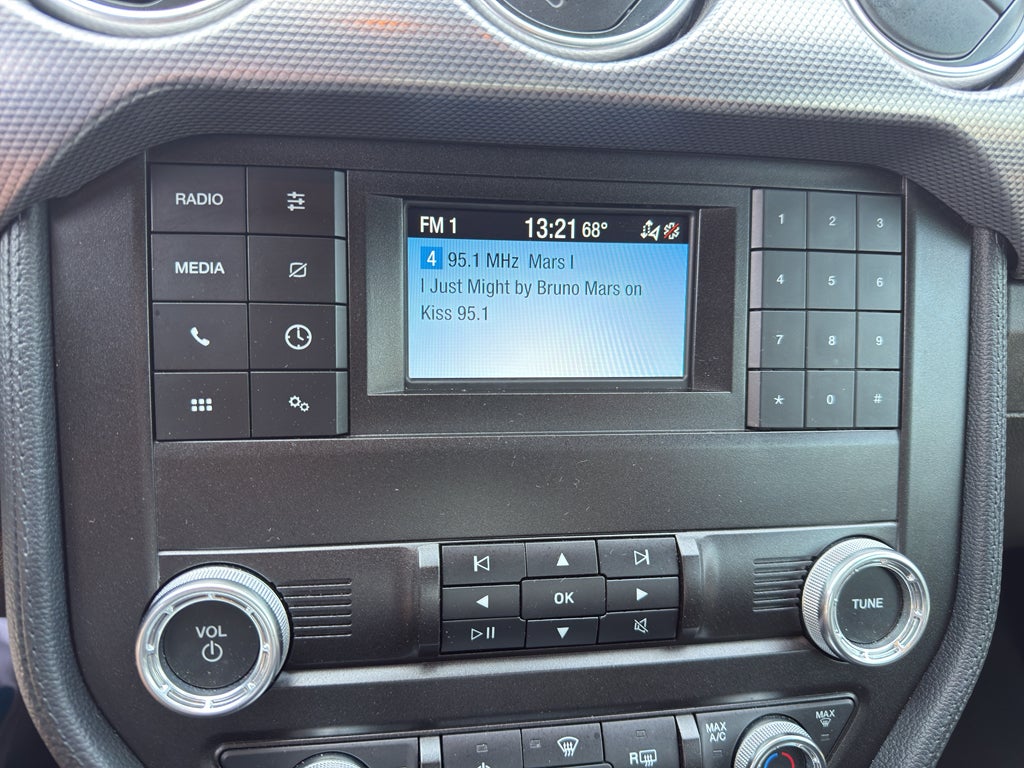 RADIO
MEDIA
FM 1 13:21 68°
4 95.1 MHz Mars I
I Just Might by Bruno Mars on
Kiss 95.1
1 2 3
4 5 6
7 8 9
* 0 #
VOL
OK
TUNE
R
MAX
A/C
MAX